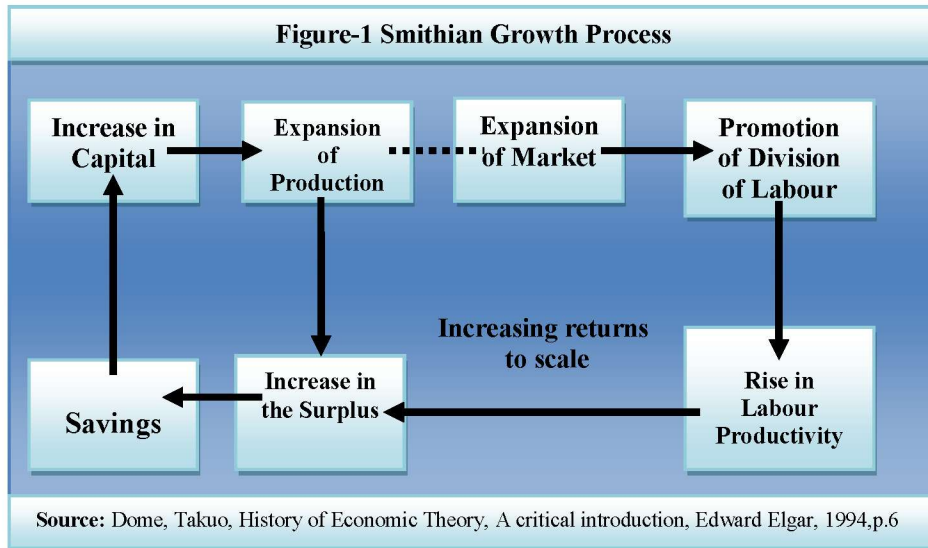 Figure-1 Smithian Growth Process
Increase in
Capital
Expansion
of
Production
Expansion
of Market
Promotion
of Division
of Labour
Increasing returns
to scale
Savings
Increase in
the Surplus
Rise in
Labour
Productivity
Source: Dome, Takuo, History of Economic Theory, A critical introduction, Edward Elgar, 1994,p.6